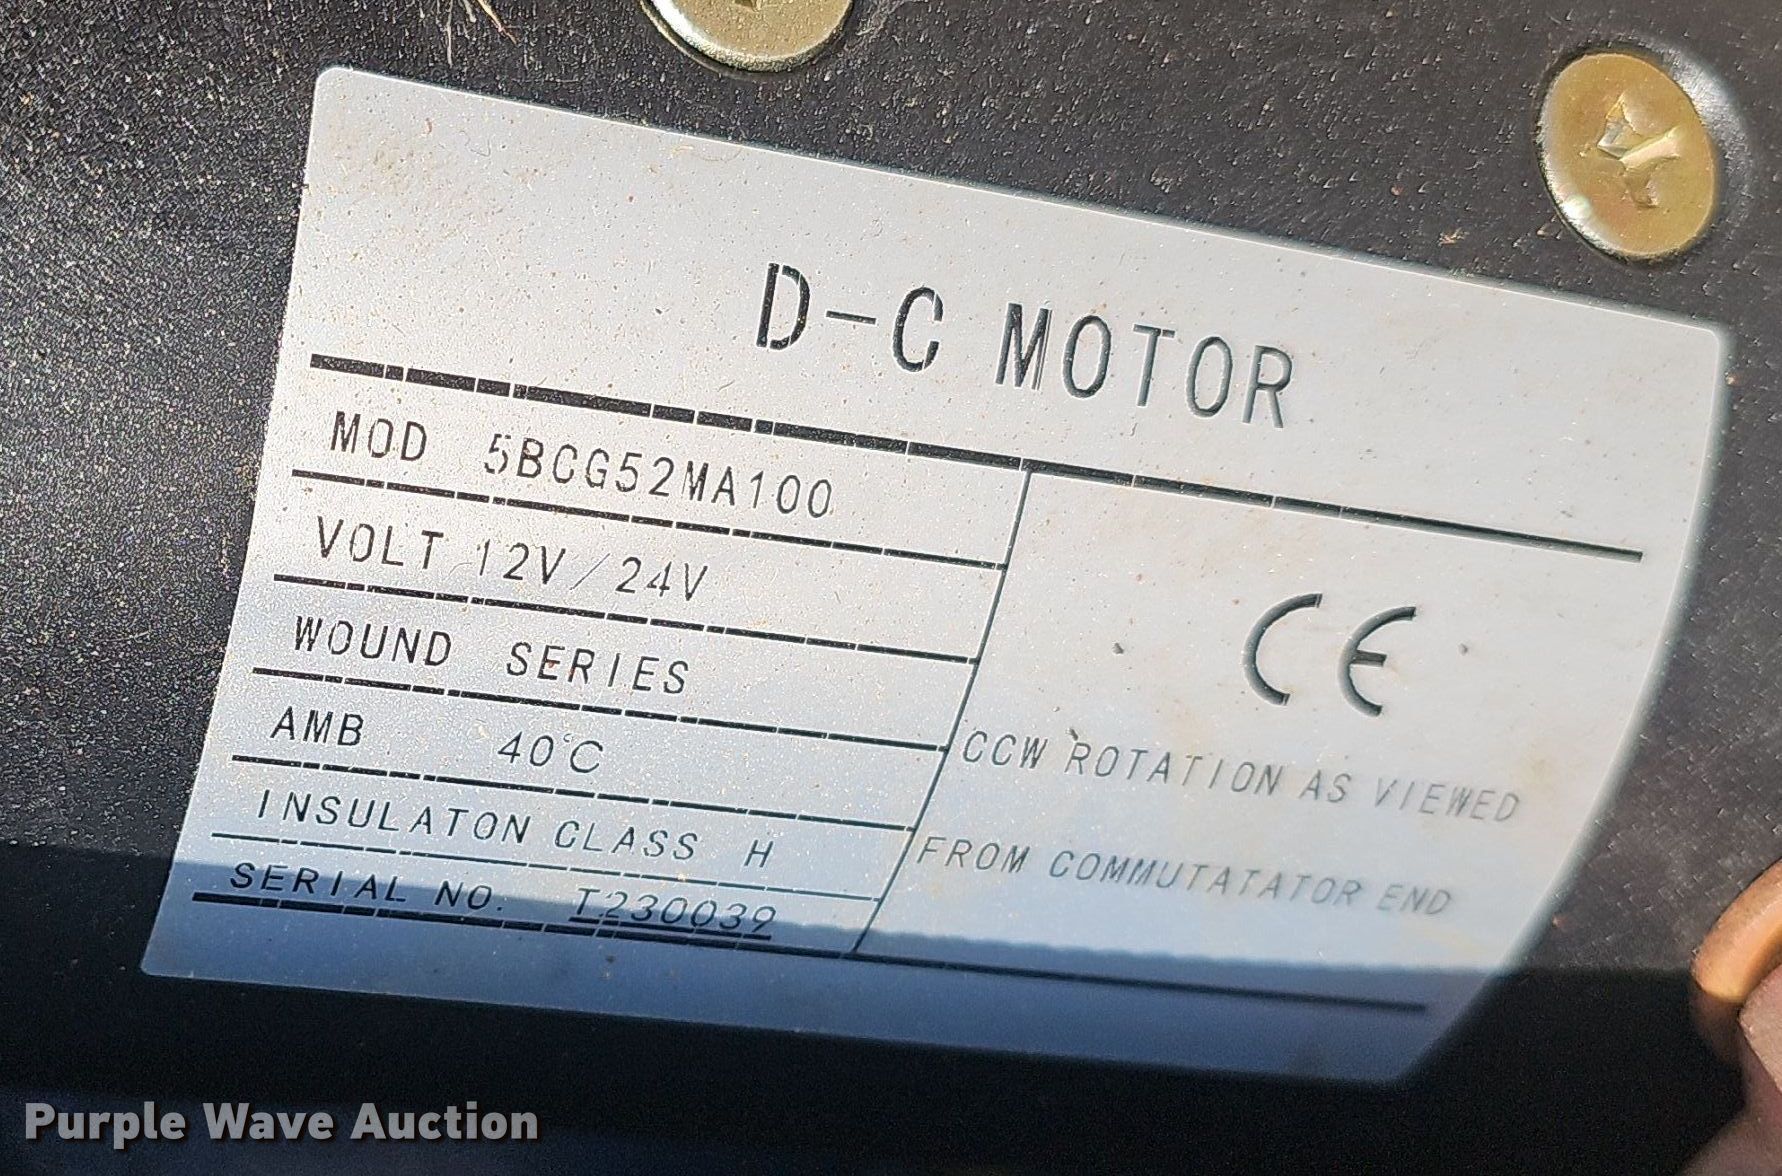 D-C MOTOR
MOD 5BCG52MA100
VOLT 12V/24V
WOUND SERIES
AMB 40℃
INSULATON CLASS H
SERIAL NO. T230039
CE
CCW ROTATION AS VIEWED
FROM COMMUTATATOR END
Purple Wave Auction